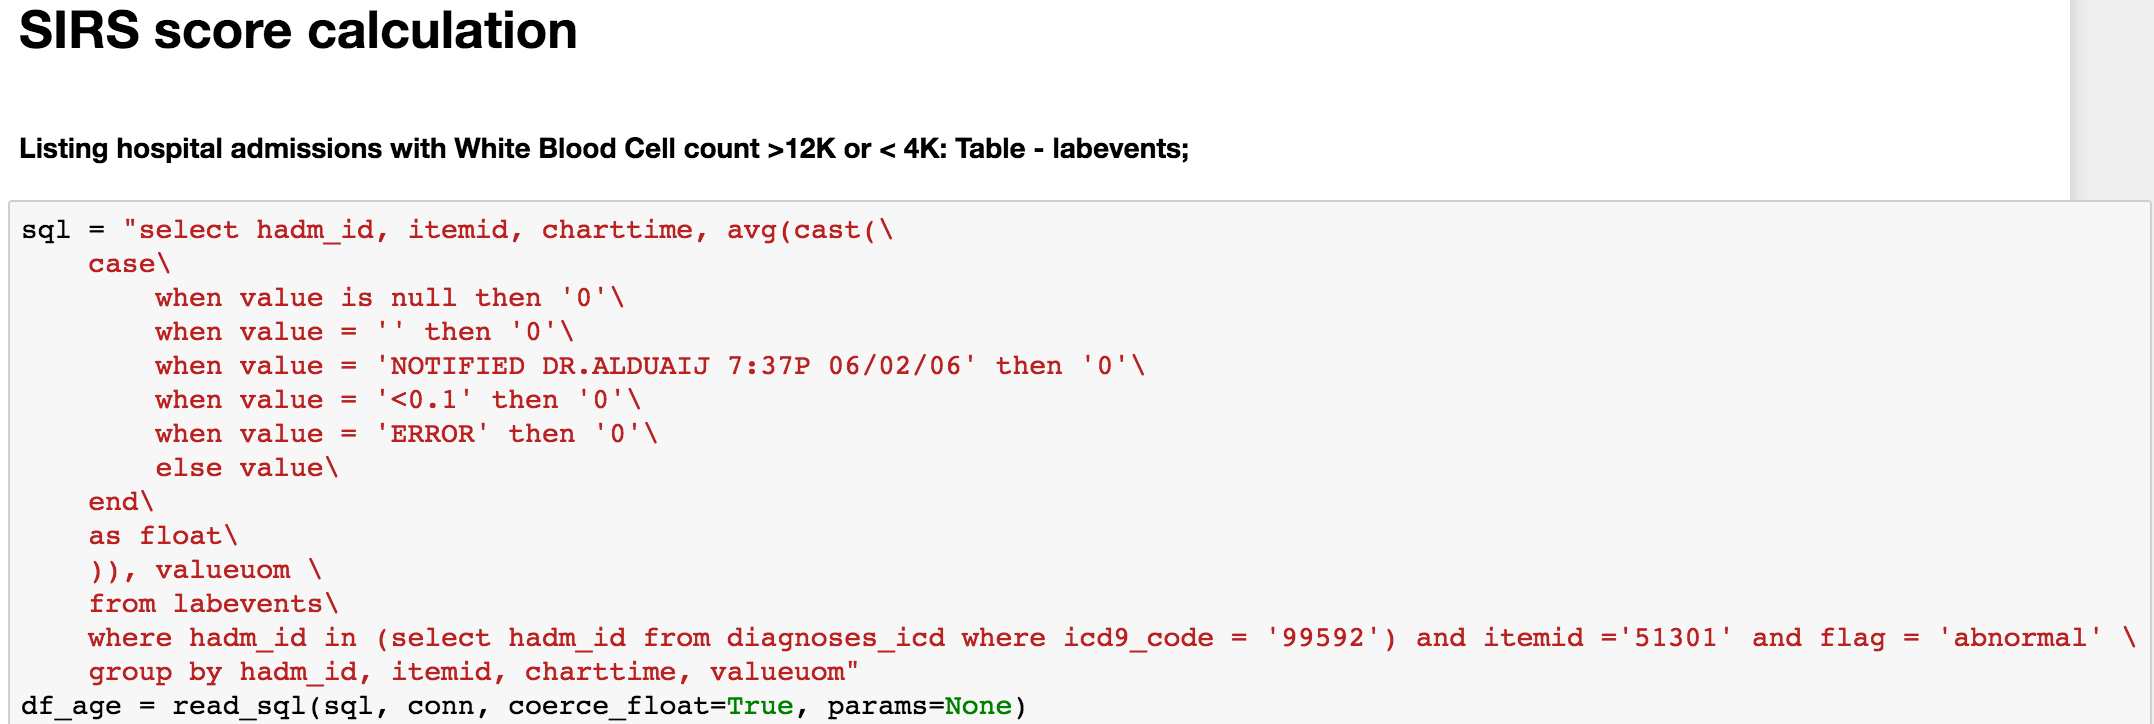 SIRS score calculation
Listing hospital admissions with White Blood Cell count >12K or < 4K: Table - labevents;
sql = "select hadm_id, itemid, charttime, avg(cast(\
    case\
        when value is null then '0'\
        when value = '' then '0'\
        when value = 'NOTIFIED DR.ALDUAIJ 7:37P 06/02/06' then '0'\
        when value = '<0.1' then '0'\
        when value = 'ERROR' then '0'\
        else value\
    end\
    as float\
    )), valueuom \
    from labevents\
    where hadm_id in (select hadm_id from diagnoses_icd where icd9_code = '99592') and itemid ='51301' and flag = 'abnormal' \
    group by hadm_id, itemid, charttime, valueuom"
df_age = read_sql(sql, conn, coerce_float=True, params=None)